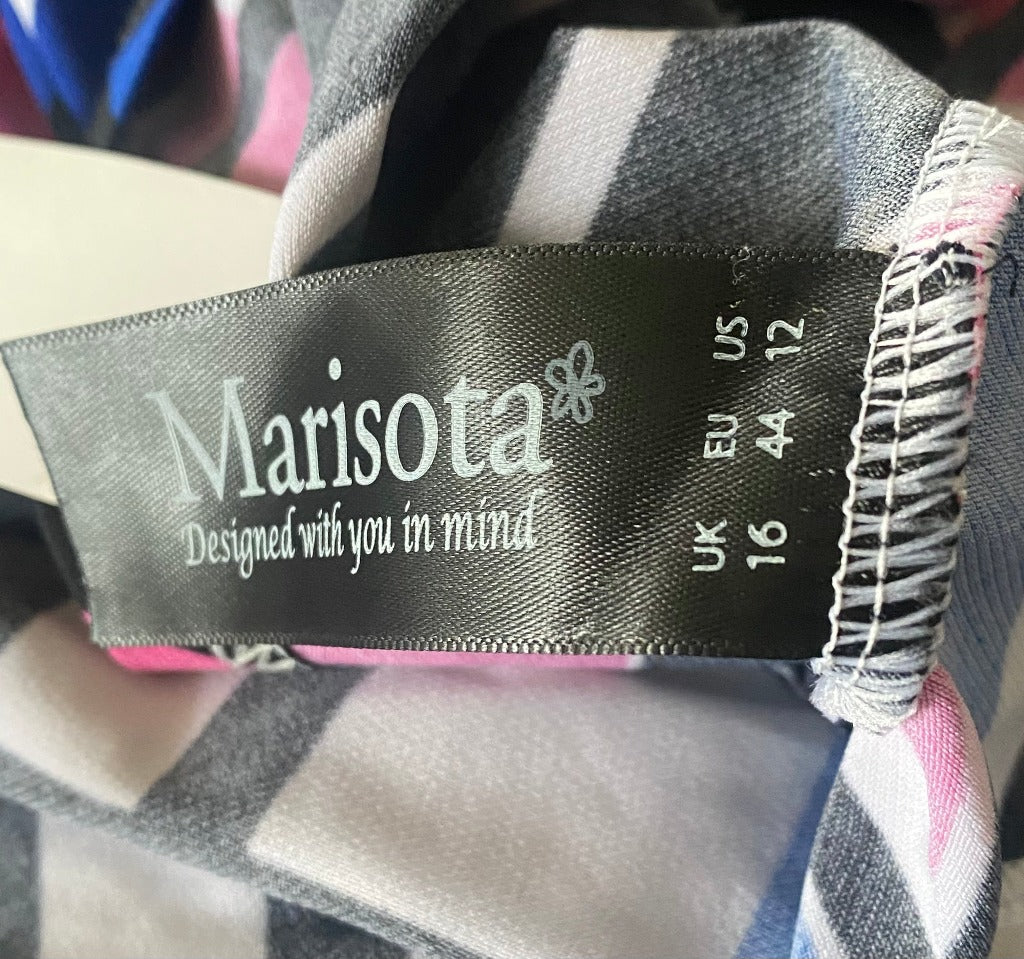 Marisota
Designed with you in mind
UK EU US
16 44 12